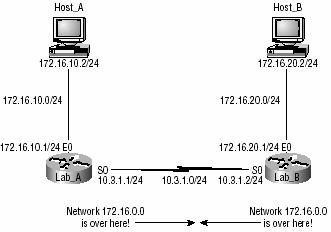 Host_A
Host_B
172.16.10.2/24
172.16.20.2/24
172.16.10.0/24
172.16.20.0/24
172.16.10.1/24 E0
172.16.20.1/24 E0
Lab_A
S0
S0
Lab_B
10.3.1.1/24
10.3.1.0/24
10.3.1.2/24
Network 172.16.0.0
is over here!
Network 172.16.0.0
is over here!